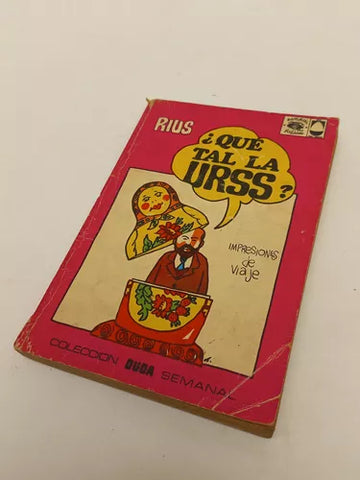 RIUS
¿QUE
TAL LA
URSS?
IMPRESIONES
de
viaje
COLECCION DUDA SEMANAL